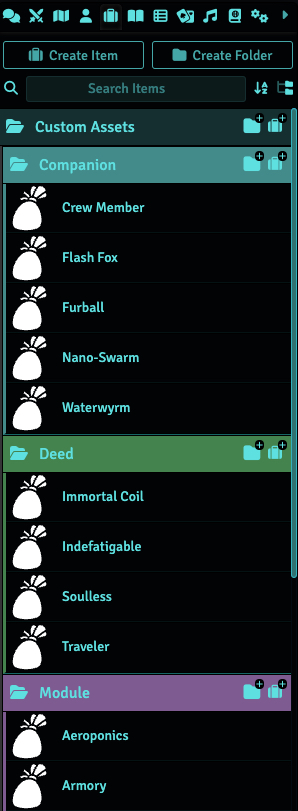 Create Item
Create Folder
Search Items
Custom Assets
Companion
Crew Member
Flash Fox
Furball
Nano-Swarm
Waterwyrm
Deed
Immortal Coil
Indefatigable
Soulless
Traveler
Module
Aeroponics
Armory